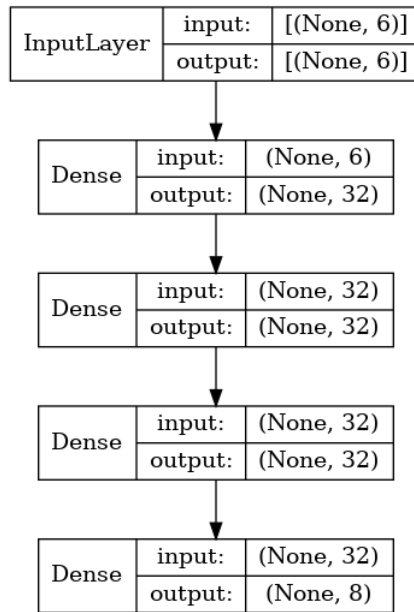 InputLayer input: [(None, 6)]
output: [(None, 6)]
Dense input: (None, 6)
output: (None, 32)
Dense input: (None, 32)
output: (None, 32)
Dense input: (None, 32)
output: (None, 32)
Dense input: (None, 32)
output: (None, 8)